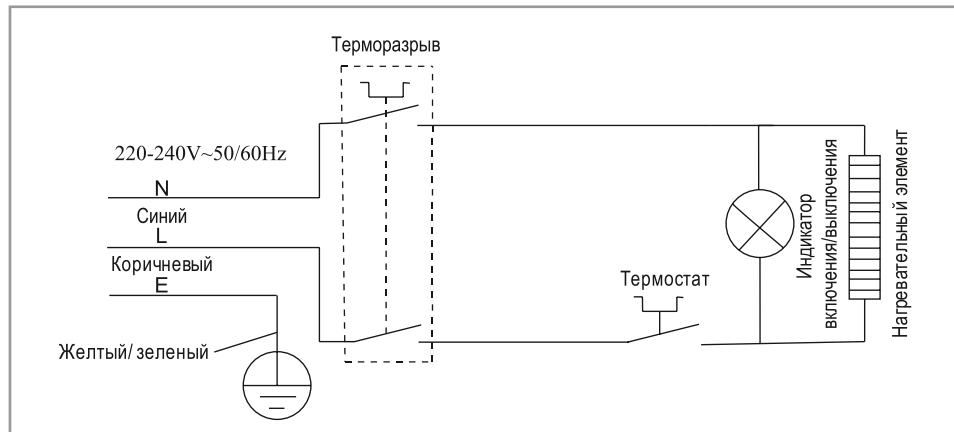 Терморазрыв
220-240V~50/60Hz
N
Синий
L
Коричневый
E
Желтый/ зеленый
Термостат
Индикатор
включения/выключения
Нагревательный элемент